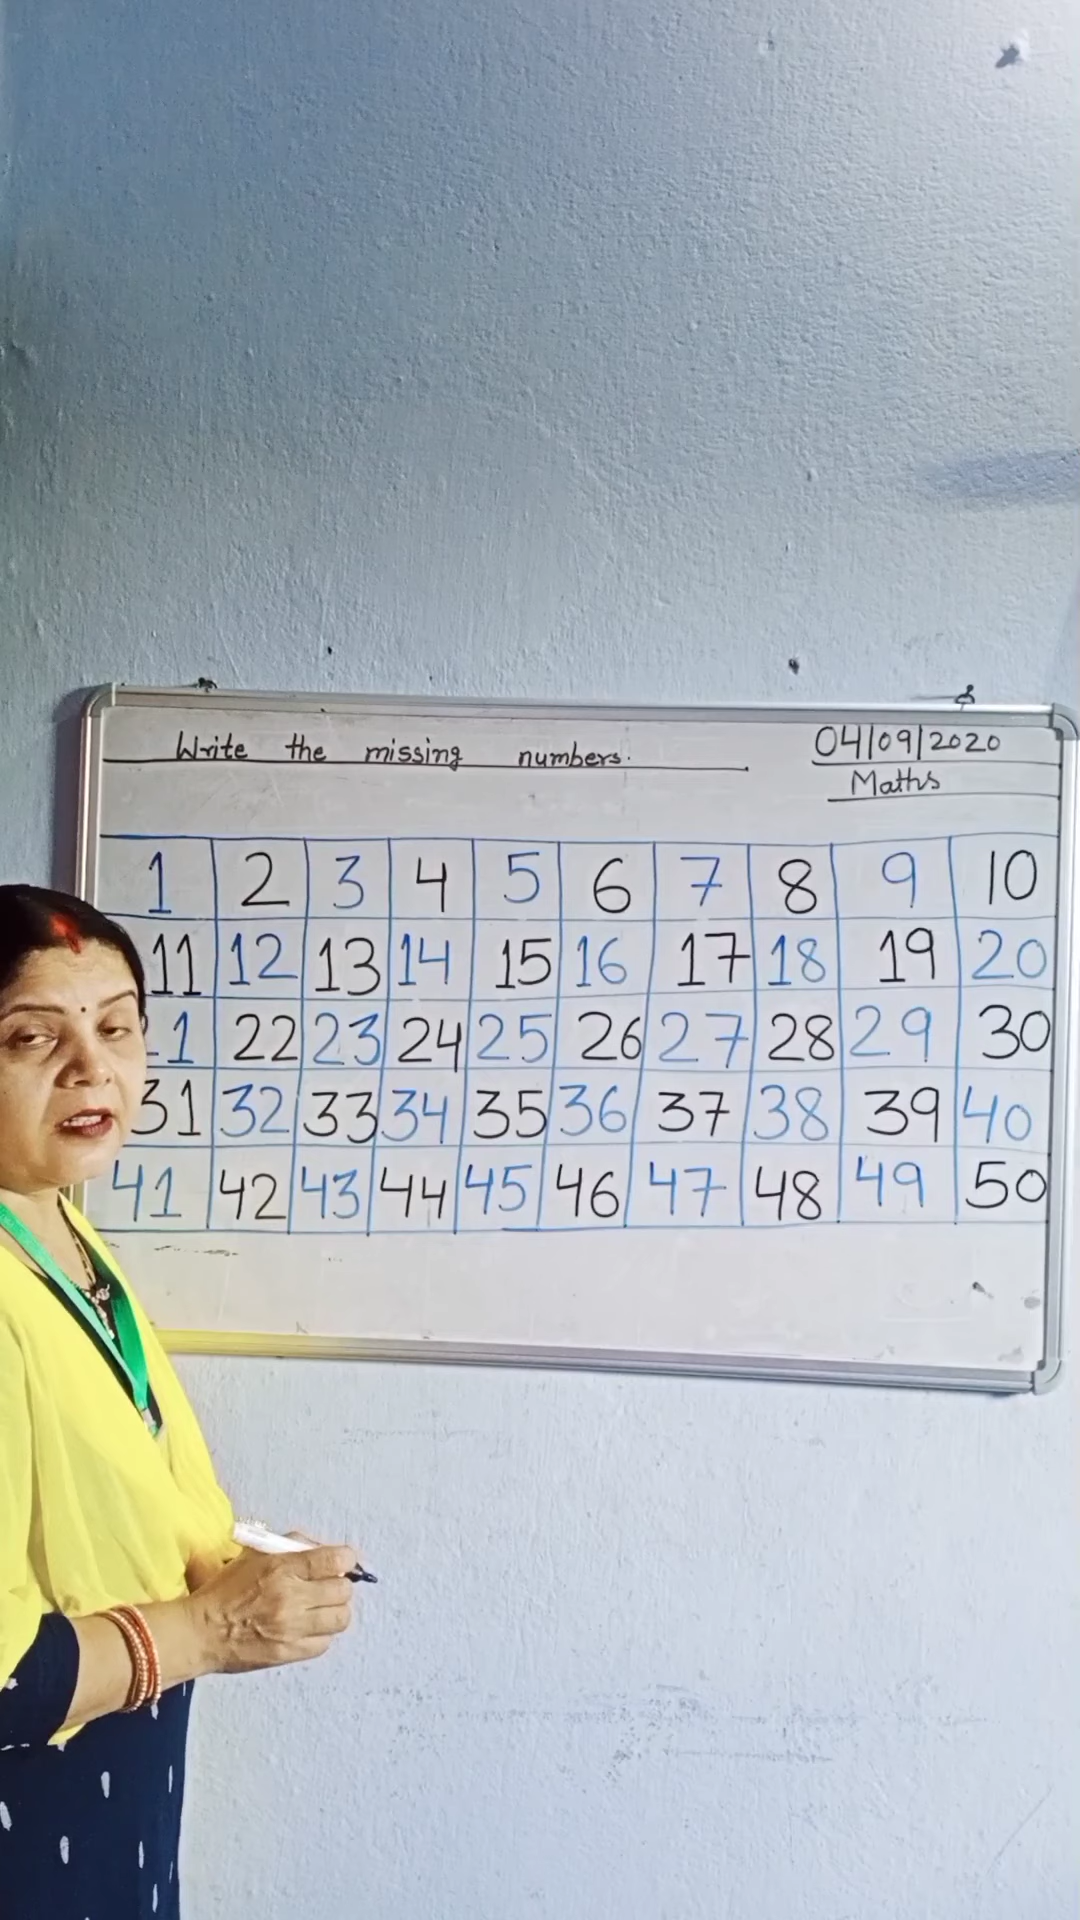 Write the missing numbers.
04/09/2020
Maths
1 2 3 4 5 6 7 8 9 10
11 12 13 14 15 16 17 18 19 20
1 22 23 24 25 26 27 28 29 30
31 32 33 34 35 36 37 38 39 40
41 42 43 44 45 46 47 48 49 50